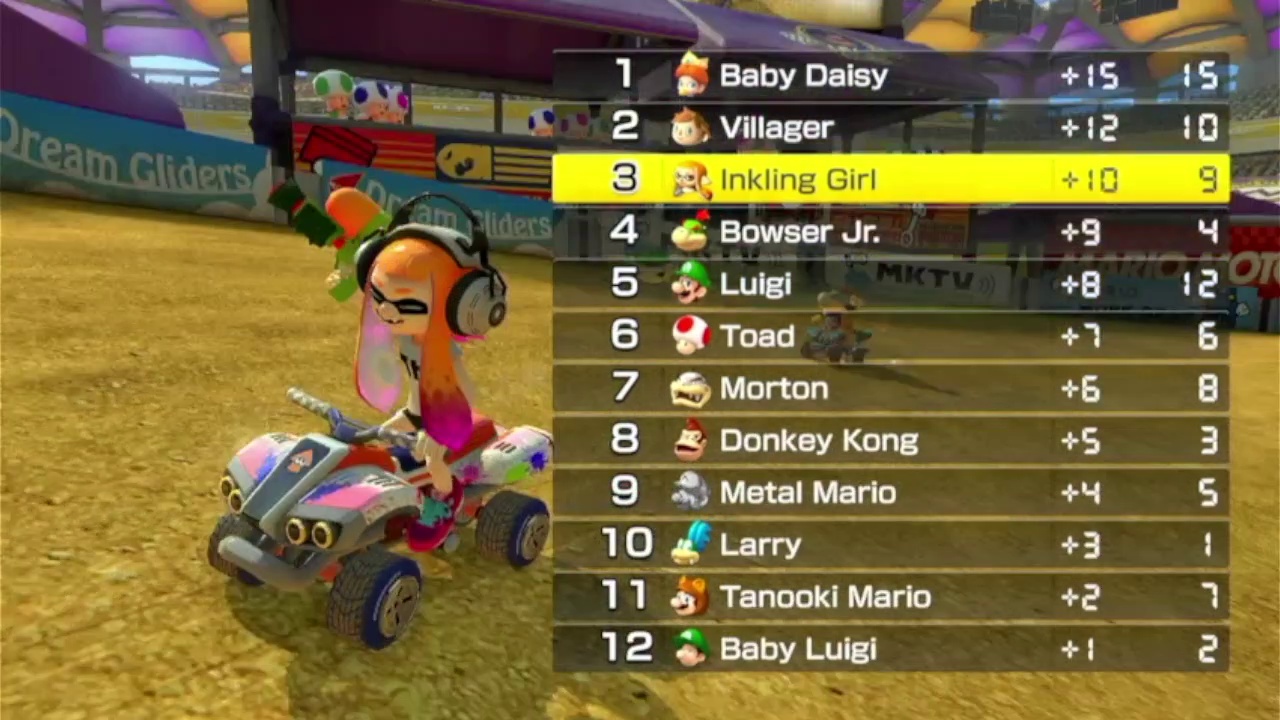 Dream Gliders
Dream Gliders
1 Baby Daisy +15 15
2 Villager +12 10
3 Inkling Girl +10 9
4 Bowser Jr. +9 4
5 Luigi +8 12
6 Toad +7 6
7 Morton +6 8
8 Donkey Kong +5 3
9 Metal Mario +4 5
10 Larry +3 1
11 Tanooki Mario +2 7
12 Baby Luigi +1 2
MKTV